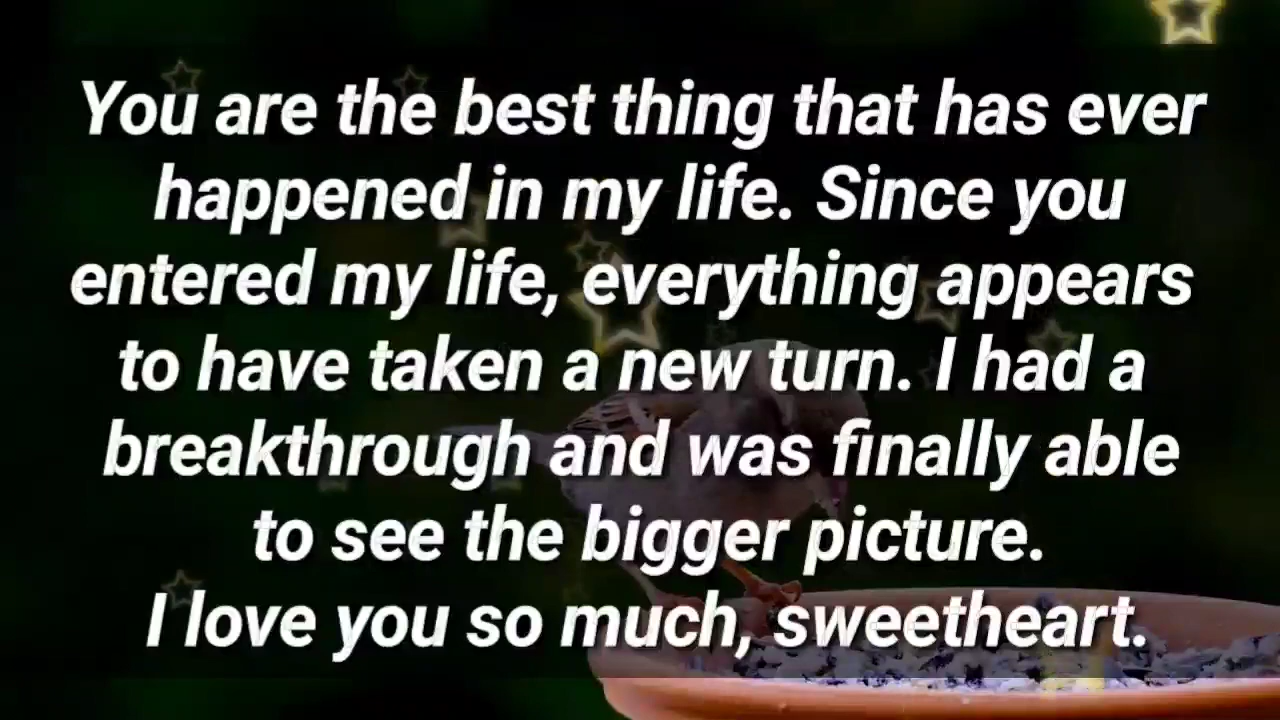 You are the best thing that has ever
happened in my life. Since you
entered my life, everything appears
to have taken a new turn. I had a
breakthrough and was finally able
to see the bigger picture.
I love you so much, sweetheart.